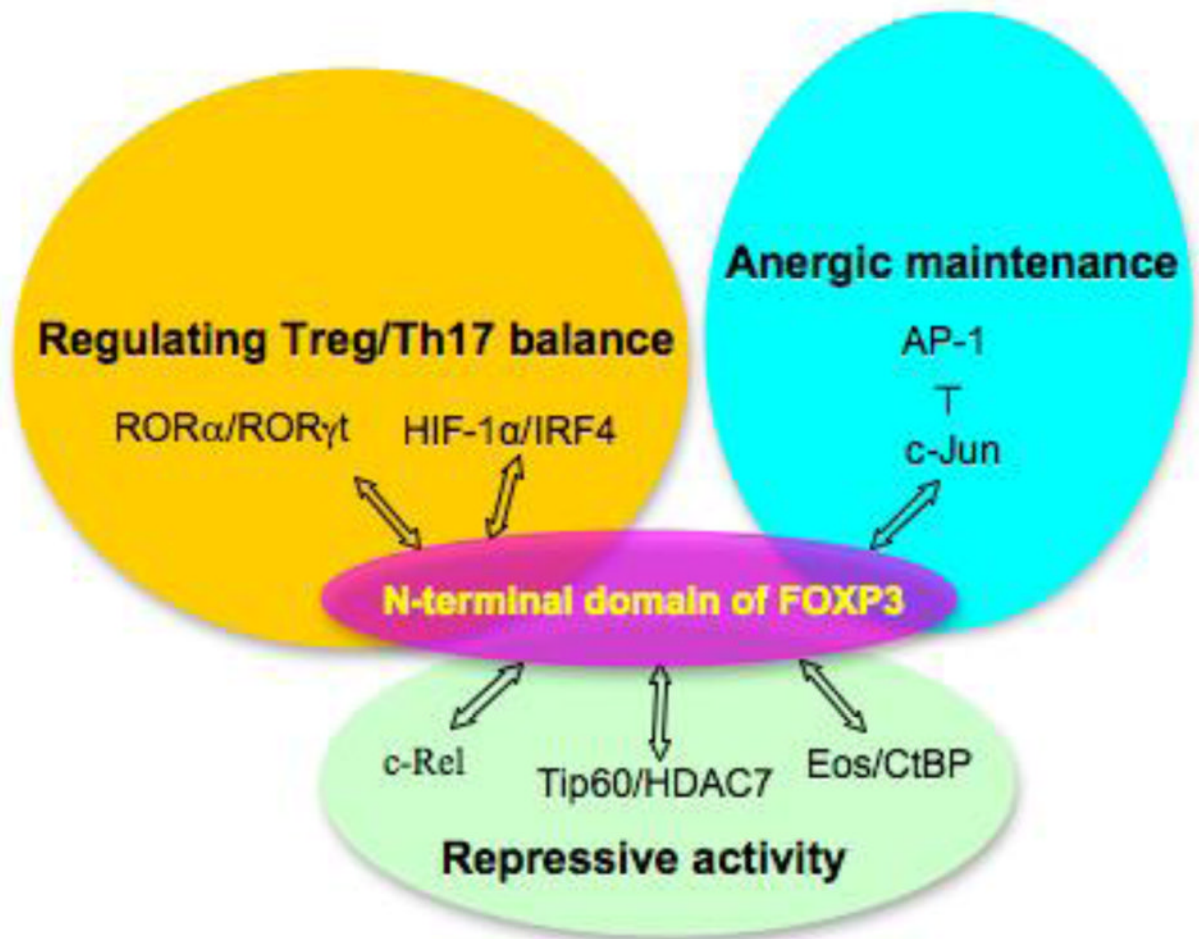 Regulating Treg/Th17 balance
RORα/RORγt
HIF-1α/IRF4
Anergic maintenance
AP-1
c-Jun
N-terminal domain of FOXP3
c-Rel
Tip60/HDAC7
Eos/CtBP
Repressive activity